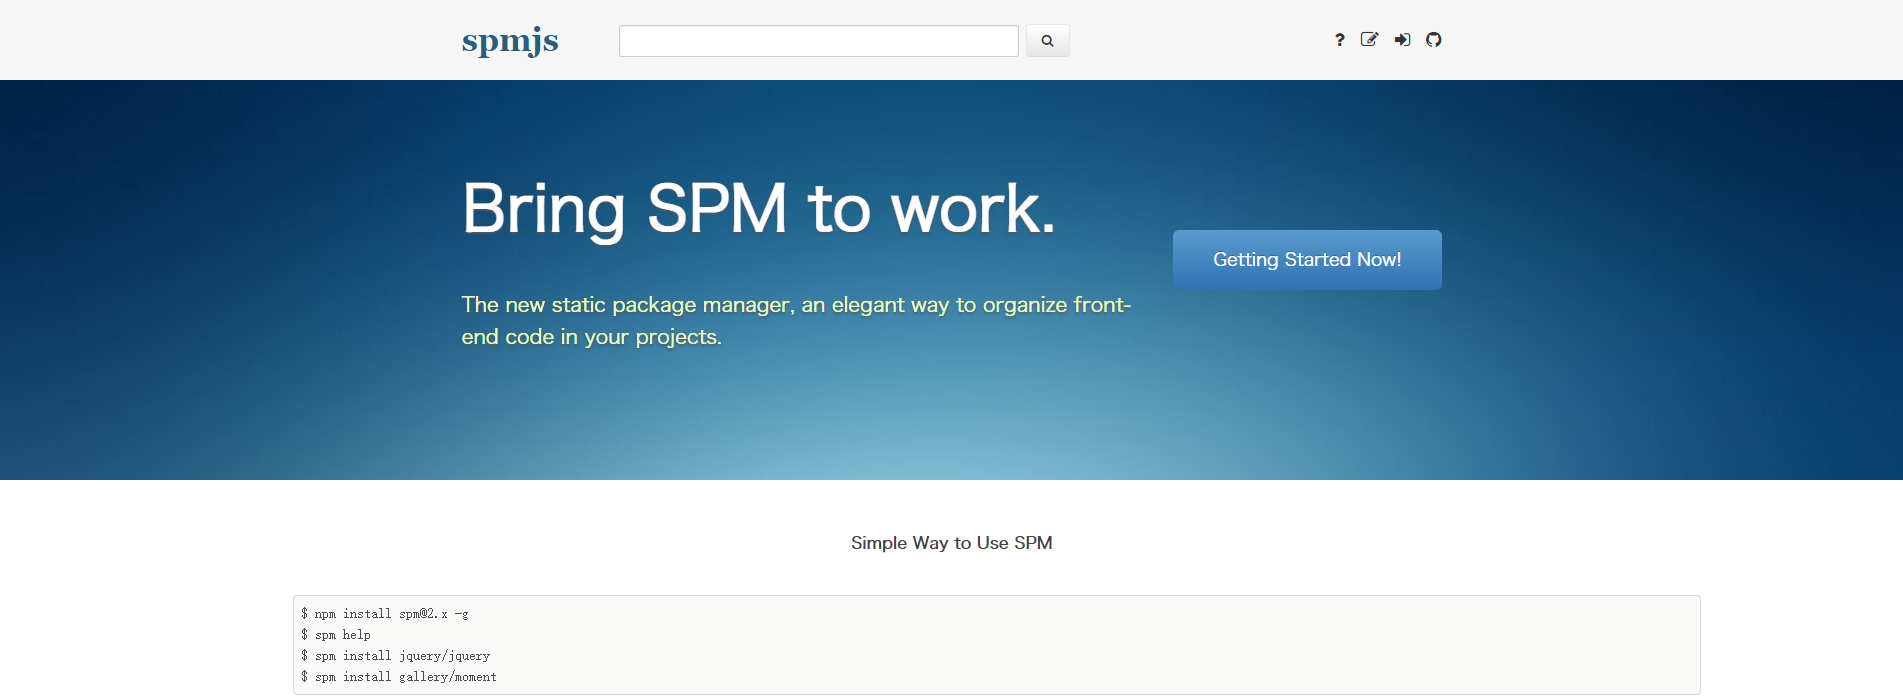 spmjs
?
Bring SPM to work.
Getting Started Now!
The new static package manager, an elegant way to organize front-
end code in your projects.
Simple Way to Use SPM
$ npm install spm@2.x -g
$ spm help
$ spm install jquery/jquery
$ spm install gallery/moment